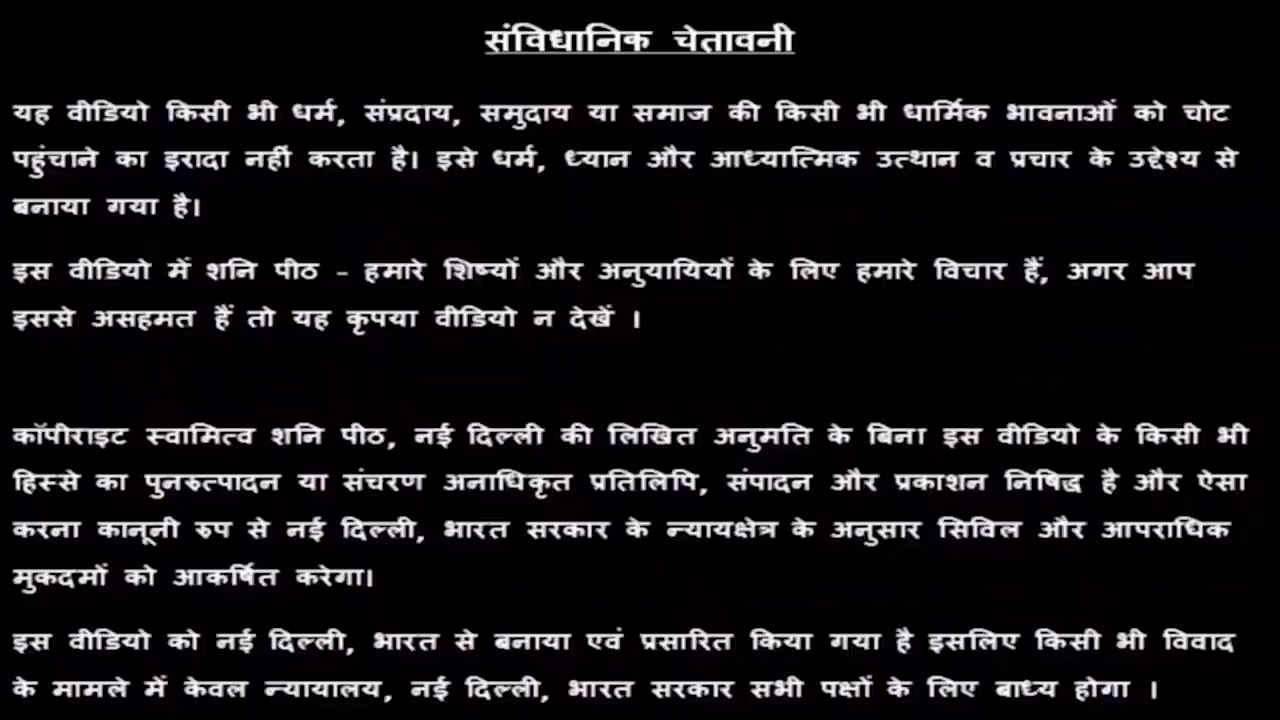 संविधानिक चेतावनी
यह वीडियो किसी भी धर्म, संप्रदाय, समुदाय या समाज की किसी भी धार्मिक भावनाओं को चोट
पहुंचाने का इरादा नहीं करता है। इसे धर्म, ध्यान और आध्यात्मिक उत्थान व प्रचार के उद्देश्य से
बनाया गया है।
इस वीडियो में शनि पीठ - हमारे शिष्यों और अनुयायियों के लिए हमारे विचार हैं, अगर आप
इससे असहमत हैं तो यह कृपया वीडियो न देखें ।
कॉपीराइट स्वामित्व शनि पीठ, नई दिल्ली की लिखित अनुमति के बिना इस वीडियो के किसी भी
हिस्से का पुनरुत्पादन या संचरण अनाधिकृत प्रतिलिपि, संपादन और प्रकाशन निषिद्ध है और ऐसा
करना कानूनी रुप से नई दिल्ली, भारत सरकार के न्यायक्षेत्र के अनुसार सिविल और आपराधिक
मुकदमों को आकर्षित करेगा।
इस वीडियो को नई दिल्ली, भारत से बनाया एवं प्रसारित किया गया है इसलिए किसी भी विवाद
के मामले में केवल न्यायालय, नई दिल्ली, भारत सरकार सभी पक्षों के लिए बाध्य होगा ।